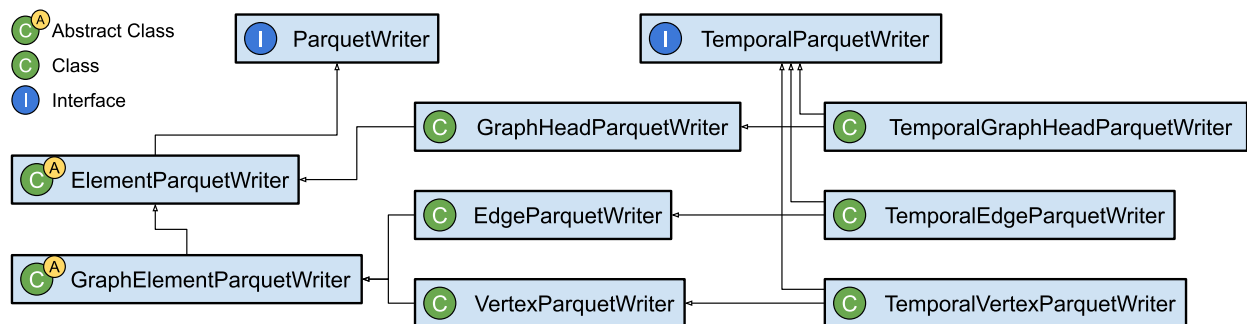 C A Abstract Class
C Class
I Interface
I ParquetWriter
I TemporalParquetWriter
C GraphHeadParquetWriter
C TemporalGraphHeadParquetWriter
C A ElementParquetWriter
C EdgeParquetWriter
C TemporalEdgeParquetWriter
C A GraphElementParquetWriter
C VertexParquetWriter
C TemporalVertexParquetWriter